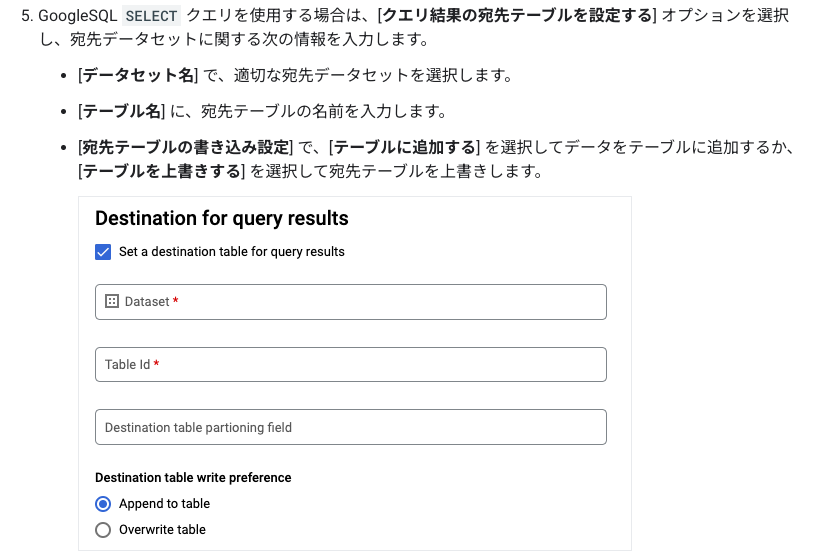 5. GoogleSQL SELECT クエリを使用する場合は、[クエリ結果の宛先テーブルを設定する] オプションを選択
し、宛先データセットに関する次の情報を入力します。
• [データセット名] で、適切な宛先データセットを選択します。
• [テーブル名] に、宛先テーブルの名前を入力します。
• [宛先テーブルの書き込み設定] で、[テーブルに追加する] を選択してデータをテーブルに追加するか、
[テーブルを上書きする] を選択して宛先テーブルを上書きします。
Destination for query results
Set a destination table for query results
Dataset *
Table Id *
Destination table partioning field
Destination table write preference
Append to table
Overwrite table